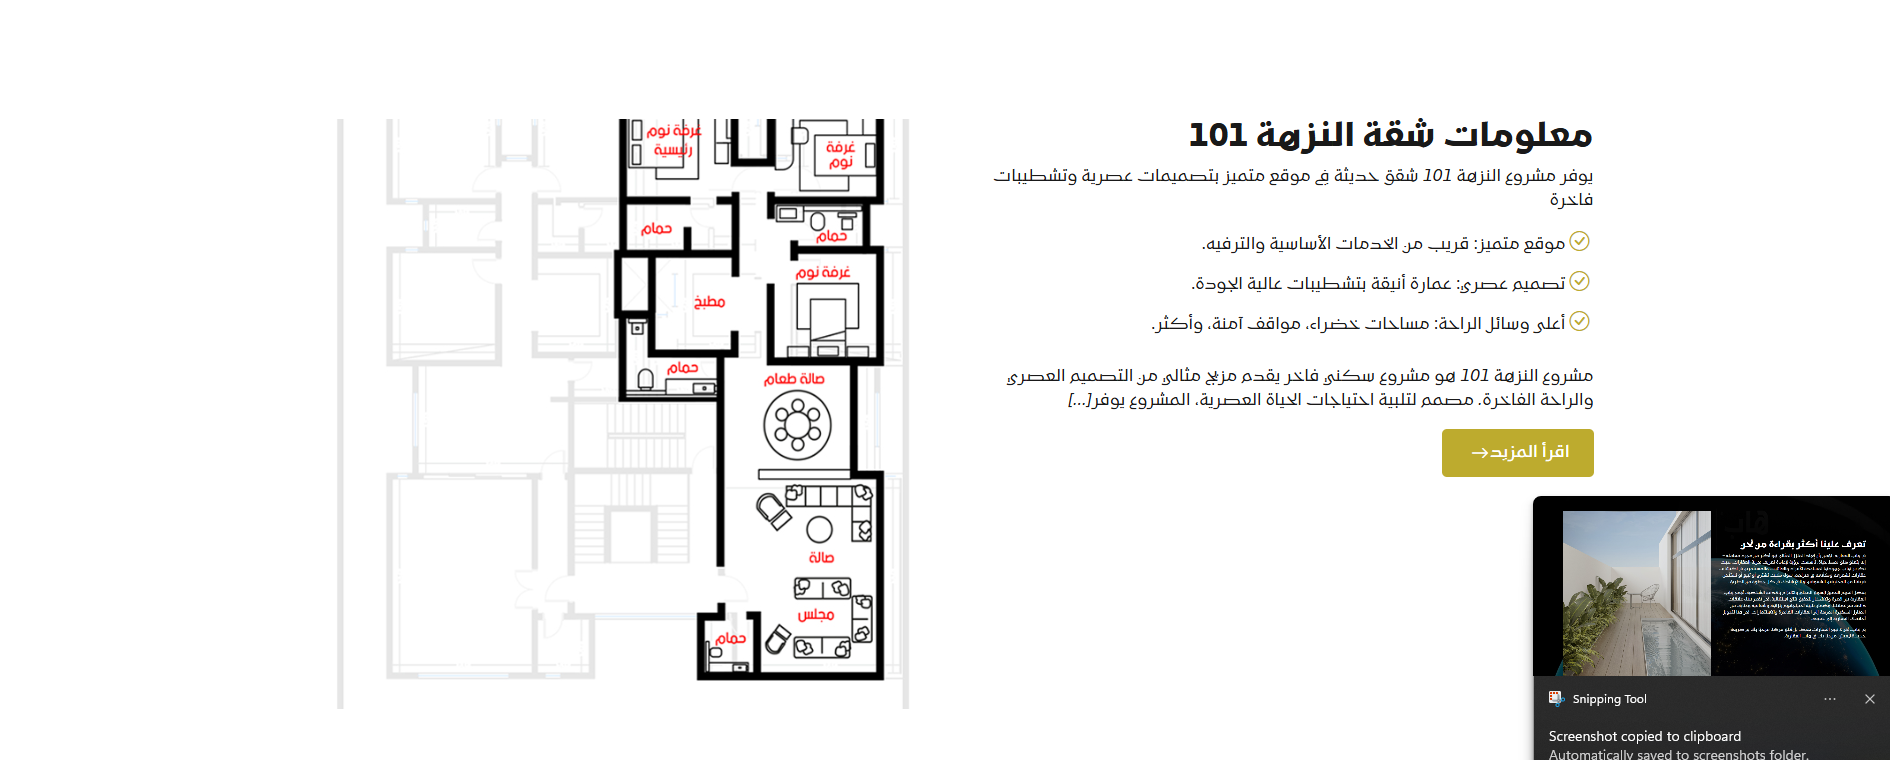 معلومات شقة النزهة 101
يوفر مشروع النزهة 101 شقق حديثة في موقع متميز بتصميمات عصرية وتشطيبات
فاخرة
موقع متميز: قريب من الخدمات الأساسية والترفيه.
تصميم عصري: عمارة أنيقة بتشطيبات عالية الجودة.
أعلى وسائل الراحة: مساحات خضراء، مواقف آمنة، وأكثر.
مشروع النزهة 101 هو مشروع سكني فاخر يقدم مزيج مثالي من التصميم العصري
والراحة الفاخرة. مصمم لتلبية احتياجات الحياة العصرية، المشروع يوفر[...]
اقرأ المزيد→
غرفة نوم
رئيسية
غرفة
نوم
حمام
حمام
غرفة نوم
مطبخ
حمام
صالة طعام
صالة
مجلس
حمام
تعرف علينا أكثر بقراءة من نحن
Snipping Tool
Screenshot copied to clipboard
Automatically saved to screenshots folder.